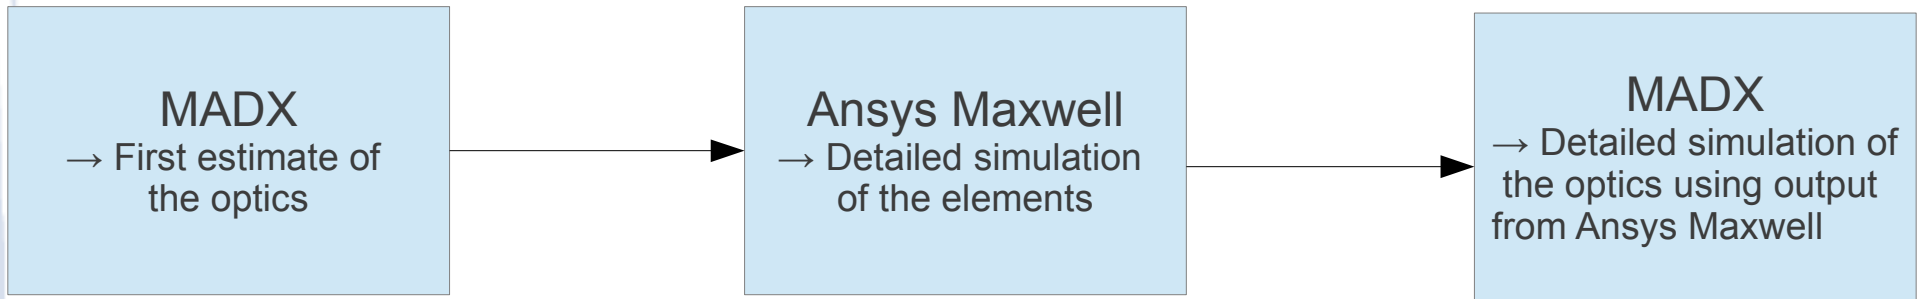 MADX
→ First estimate of
the optics
Ansys Maxwell
→ Detailed simulation
of the elements
MADX
→ Detailed simulation of
the optics using output
from Ansys Maxwell